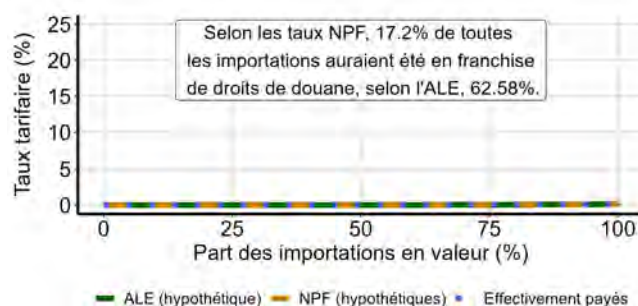 Selon les taux NPF, 17.2% de toutes
les importations auraient été en franchise
de droits de douane, selon l'ALE, 62.58%.
Taux tarifaire (%)
25
20
15
10
5
0
0 25 50 75 100
Part des importations en valeur (%)
ALE (hypothétique) NPF (hypothétiques) Effectivement payés